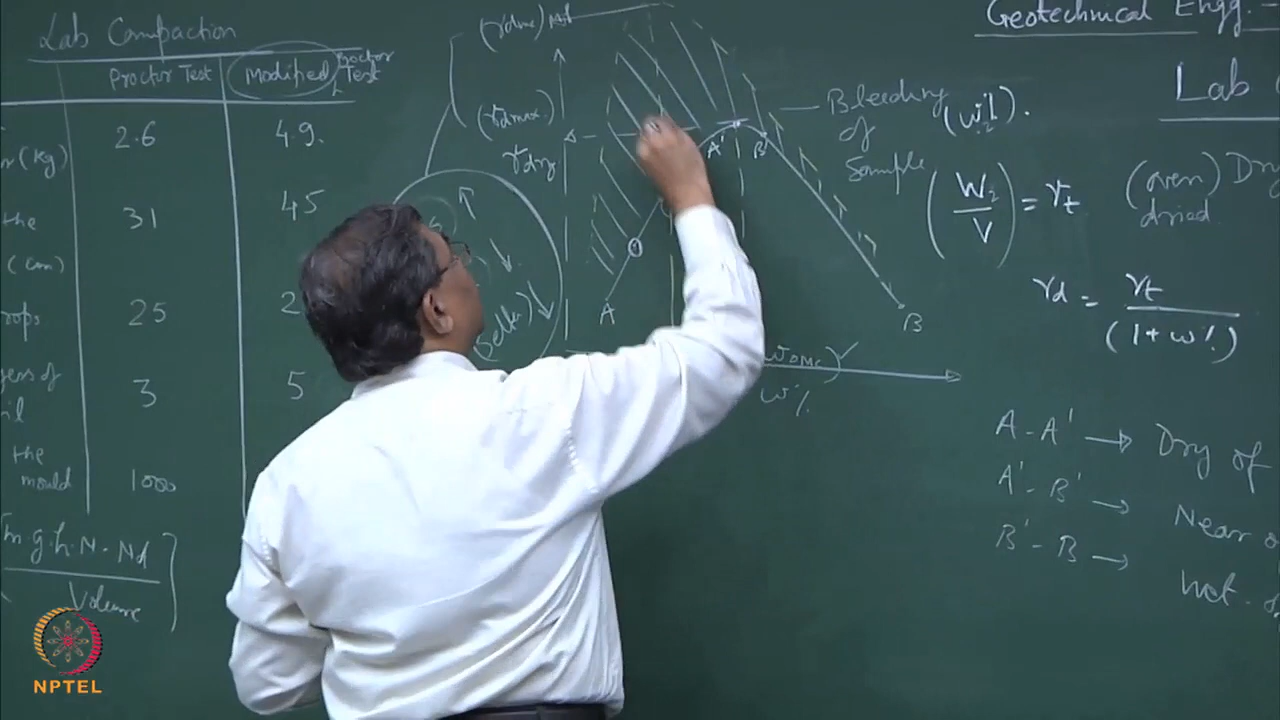 Lab Compaction
Proctor Test
Modified Proctor Test
2.6
4.9.
(kg)
the
31
45
(cm)
25
2
3
5
the
mould
1000
m.g.h.N.Nd
Volume
(γdmax)
γdry
A
A'
B'
B
Bleeding
of
Sample
(WOMC)
w%
Geotechnical Engg. -
Lab
(w%).
(W2/V) = γt
(oven)
dried
Dry
γd = γt/(1+w%)
A-A' → Dry of
A'-B' → Near
B'-B → Wet.
NPTEL